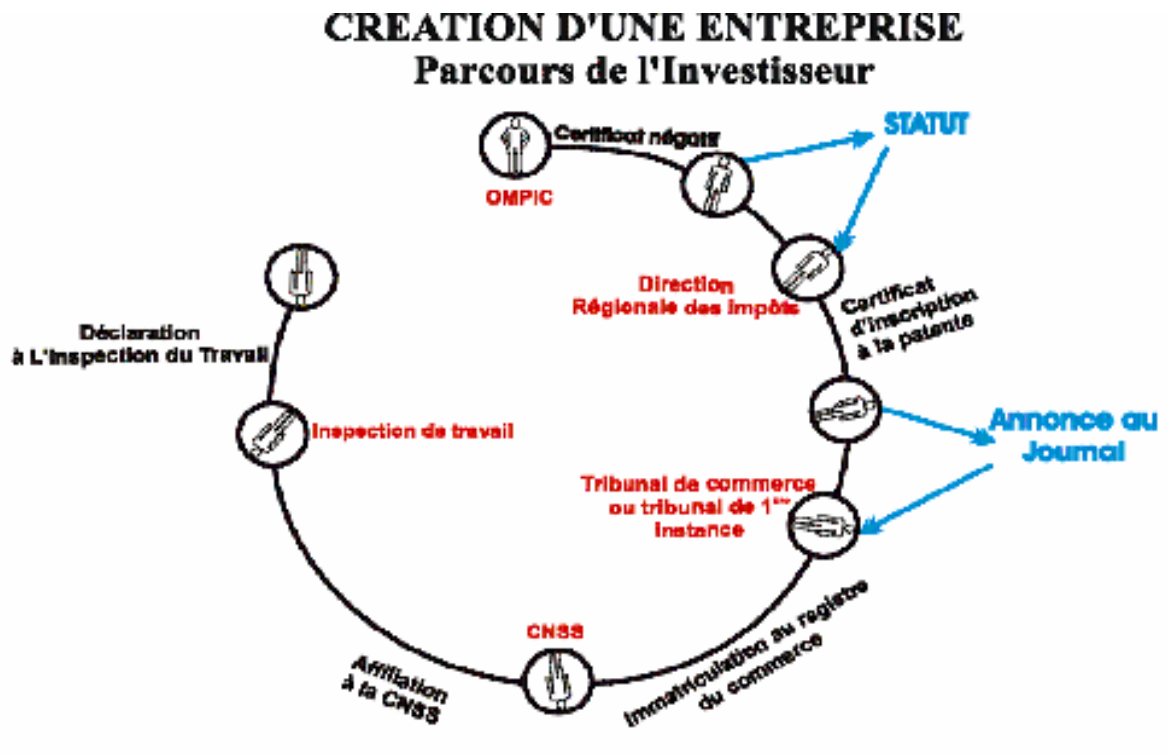 CREATION D'UNE ENTREPRISE
Parcours de l'Investisseur
Certificat négatif
STATUT
OMPIC
Direction
Régionale des impôts
Certificat
d'inscription
à la patente
Déclaration
à L'Inspection du Travail
Inspection de travail
Annonce au
Journal
Tribunal de commerce
ou tribunal de 1ère
instance
CNSS
Immatriculation au registre
du commerce
Affiliation
à la CNSS